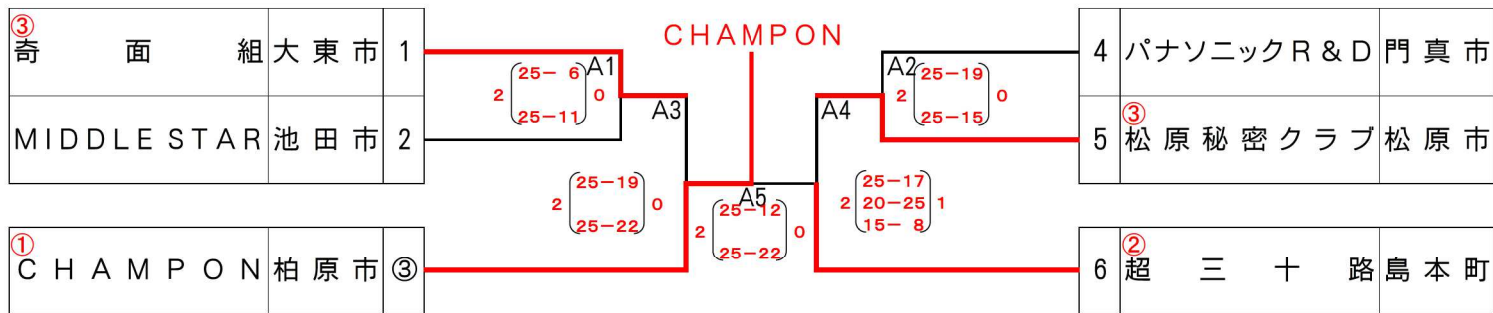 CHAMPON
③
奇面組 大東市 1
MIDDLE STAR 池田市 2
①
CHAMPON 柏原市 ③
4 パナソニックR&D 門真市
③
5 松原秘密クラブ 松原市
②
6 超三十路 島本町
A1
25- 6
2 0
25-11
A2
25-19
2 0
25-15
A3
25-19
2 0
25-22
A4
25-17
2 20-25 1
15- 8
A5
25-12
2 0
25-22